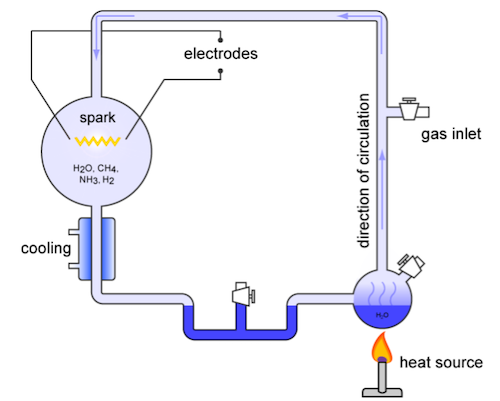 electrodes
spark
H2O, CH4,
NH3, H2
direction of circulation
gas inlet
cooling
H2O
heat source